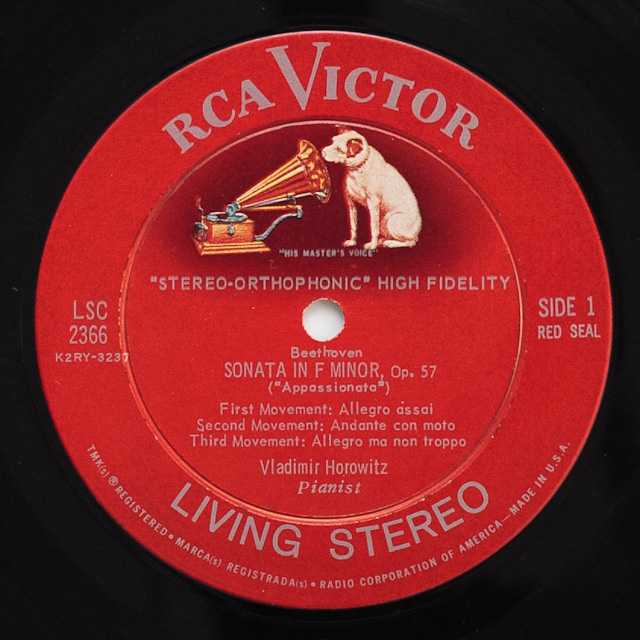 RCA VICTOR
"HIS MASTER'S VOICE"
"STEREO-ORTHOPHONIC" HIGH FIDELITY
LSC
2366
K2RY-3237
SIDE 1
RED SEAL
Beethoven
SONATA IN F MINOR, Op. 57
("Appassionata")
First Movement: Allegro assai
Second Movement: Andante con moto
Third Movement: Allegro ma non troppo
Vladimir Horowitz
Pianist
LIVING STEREO
TMK(s) ® REGISTERED • MARCA(s) REGISTRADA(s) • RADIO CORPORATION OF AMERICA—MADE IN U.S.A.